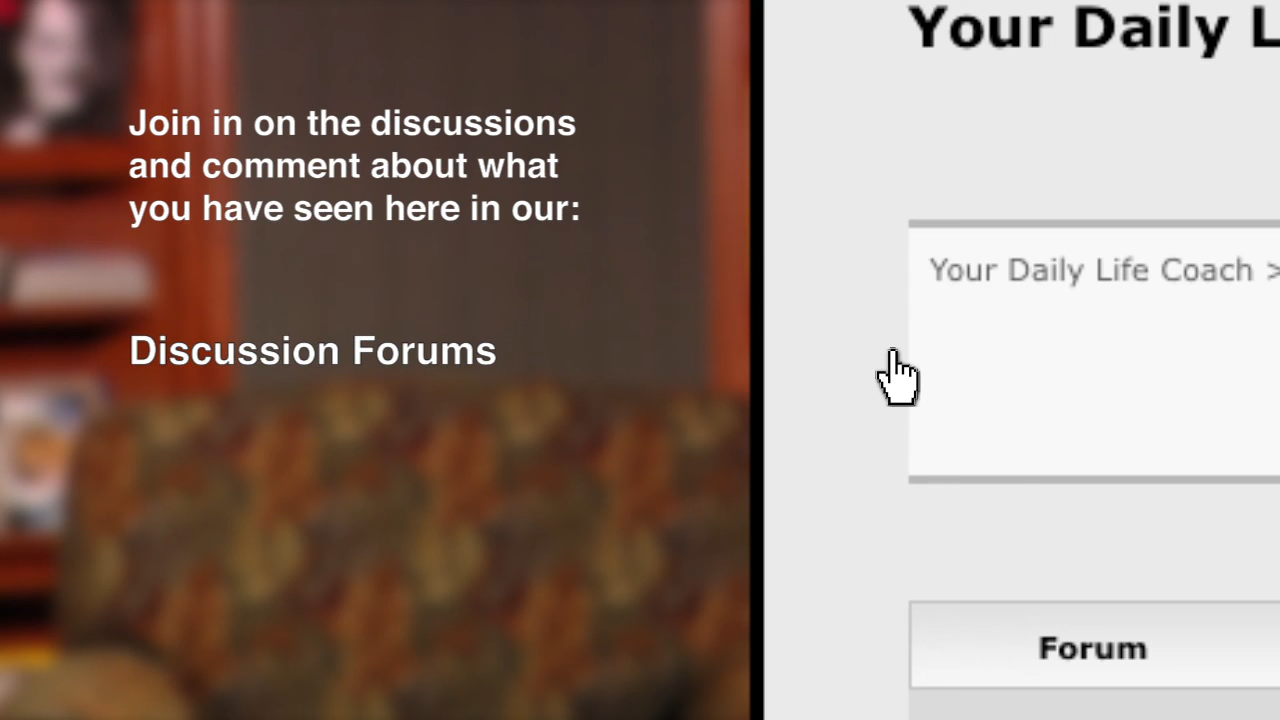 Join in on the discussions
and comment about what
you have seen here in our:
Discussion Forums
Your Daily L
Your Daily Life Coach >
Forum